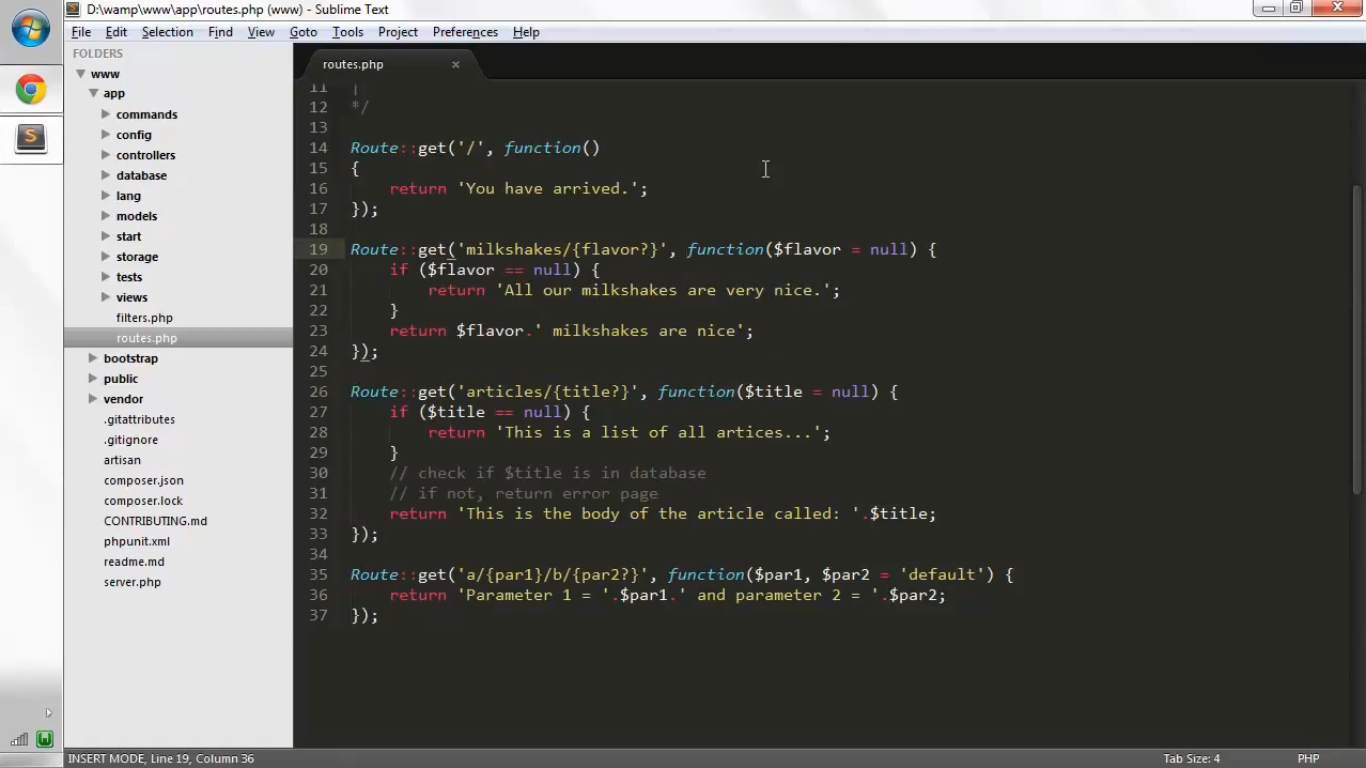 D:\wamp\www\app\routes.php (www) - Sublime Text
File Edit Selection Find View Goto Tools Project Preferences Help
FOLDERS
www
app
commands
config
controllers
database
lang
models
start
storage
tests
views
filters.php
routes.php
bootstrap
public
vendor
.gitattributes
.gitignore
artisan
composer.json
composer.lock
CONTRIBUTING.md
phpunit.xml
readme.md
server.php
routes.php
11 |
12 */
13
14 Route::get('/', function()
15 {
16     return 'You have arrived.';
17 });
18
19 Route::get('milkshakes/{flavor?}', function($flavor = null) {
20     if ($flavor == null) {
21         return 'All our milkshakes are very nice.';
22     }
23     return $flavor.' milkshakes are nice';
24 });
25
26 Route::get('articles/{title?}', function($title = null) {
27     if ($title == null) {
28         return 'This is a list of all artices...';
29     }
30     // check if $title is in database
31     // if not, return error page
32     return 'This is the body of the article called: '.$title;
33 });
34
35 Route::get('a/{par1}/b/{par2?}', function($par1, $par2 = 'default') {
36     return 'Parameter 1 = '.$par1.' and parameter 2 = '.$par2;
37 });
INSERT MODE, Line 19, Column 36
Tab Size: 4
PHP